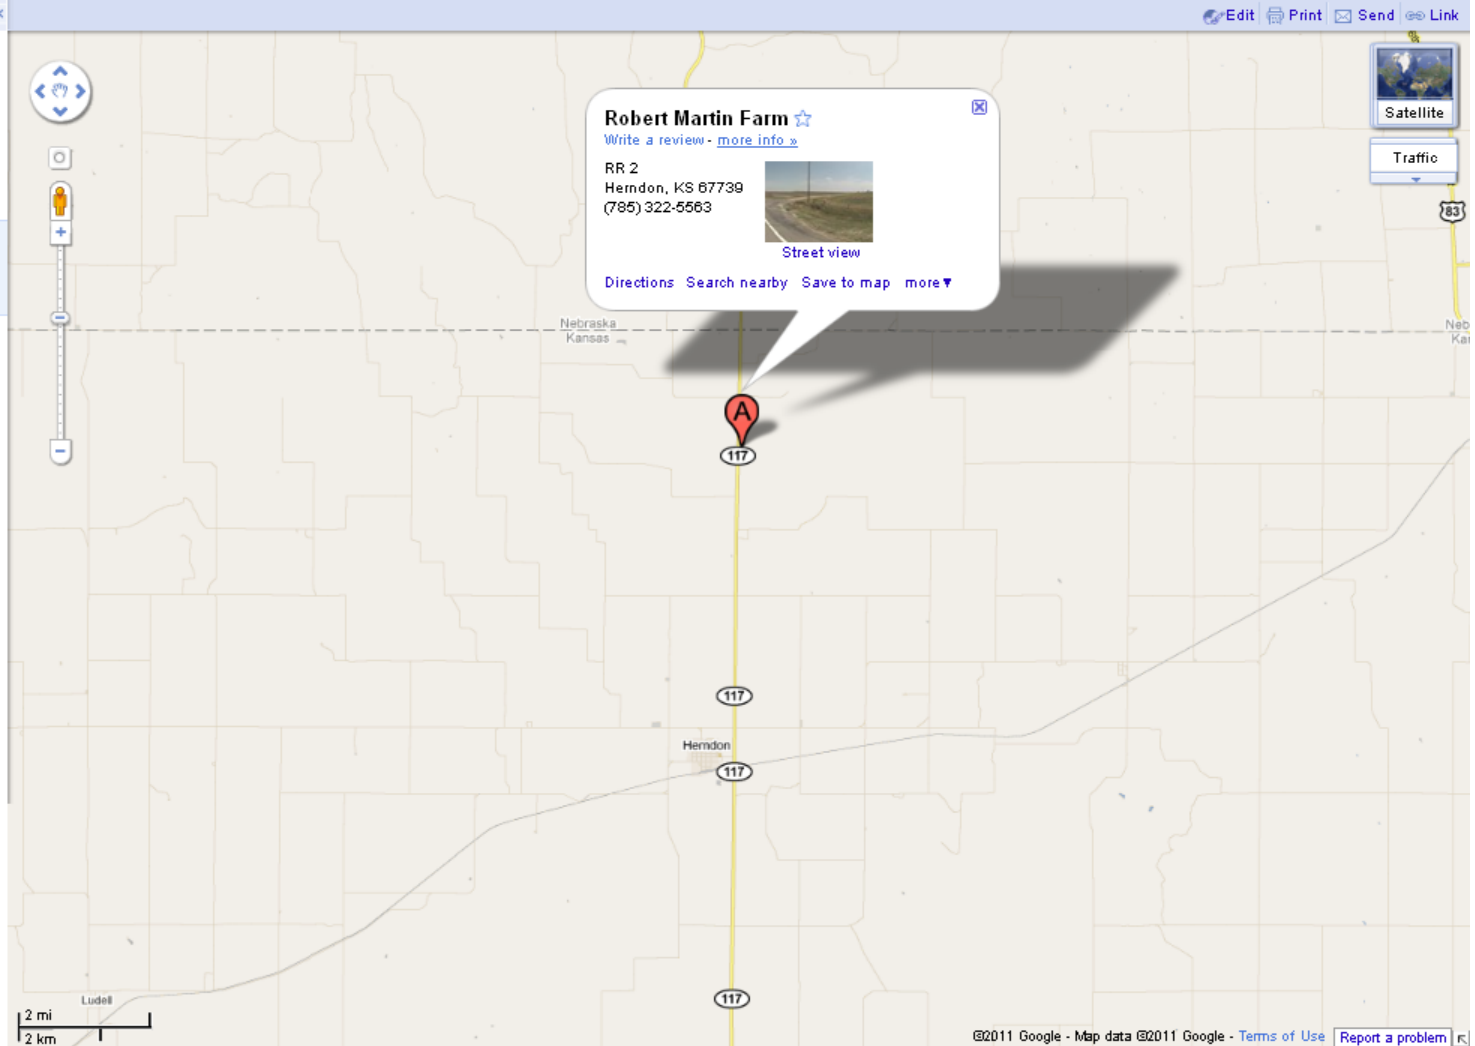 Edit Print Send Link
Satellite
Traffic
83
Robert Martin Farm
Write a review - more info »
RR 2
Herndon, KS 67739
(785) 322-5563
Street view
Directions Search nearby Save to map more▼
Nebraska
Kansas
Neb
Ka
A
117
117
Herndon
117
Ludell
117
2 mi
2 km
©2011 Google - Map data ©2011 Google - Terms of Use Report a problem